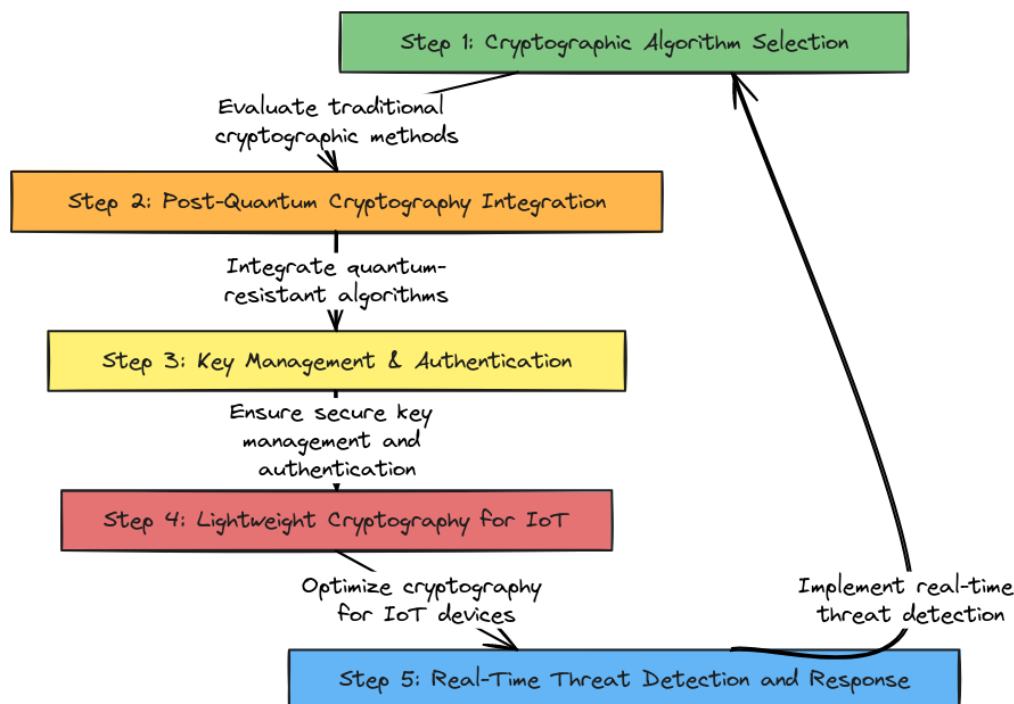 Step 1: Cryptographic Algorithm Selection
Evaluate traditional
cryptographic methods
Step 2: Post-Quantum Cryptography Integration
Integrate quantum-
resistant algorithms
Step 3: Key Management & Authentication
Ensure secure key
management and
authentication
Step 4: Lightweight Cryptography for IoT
Optimize cryptography
for IoT devices
Implement real-time
threat detection
Step 5: Real-Time Threat Detection and Response